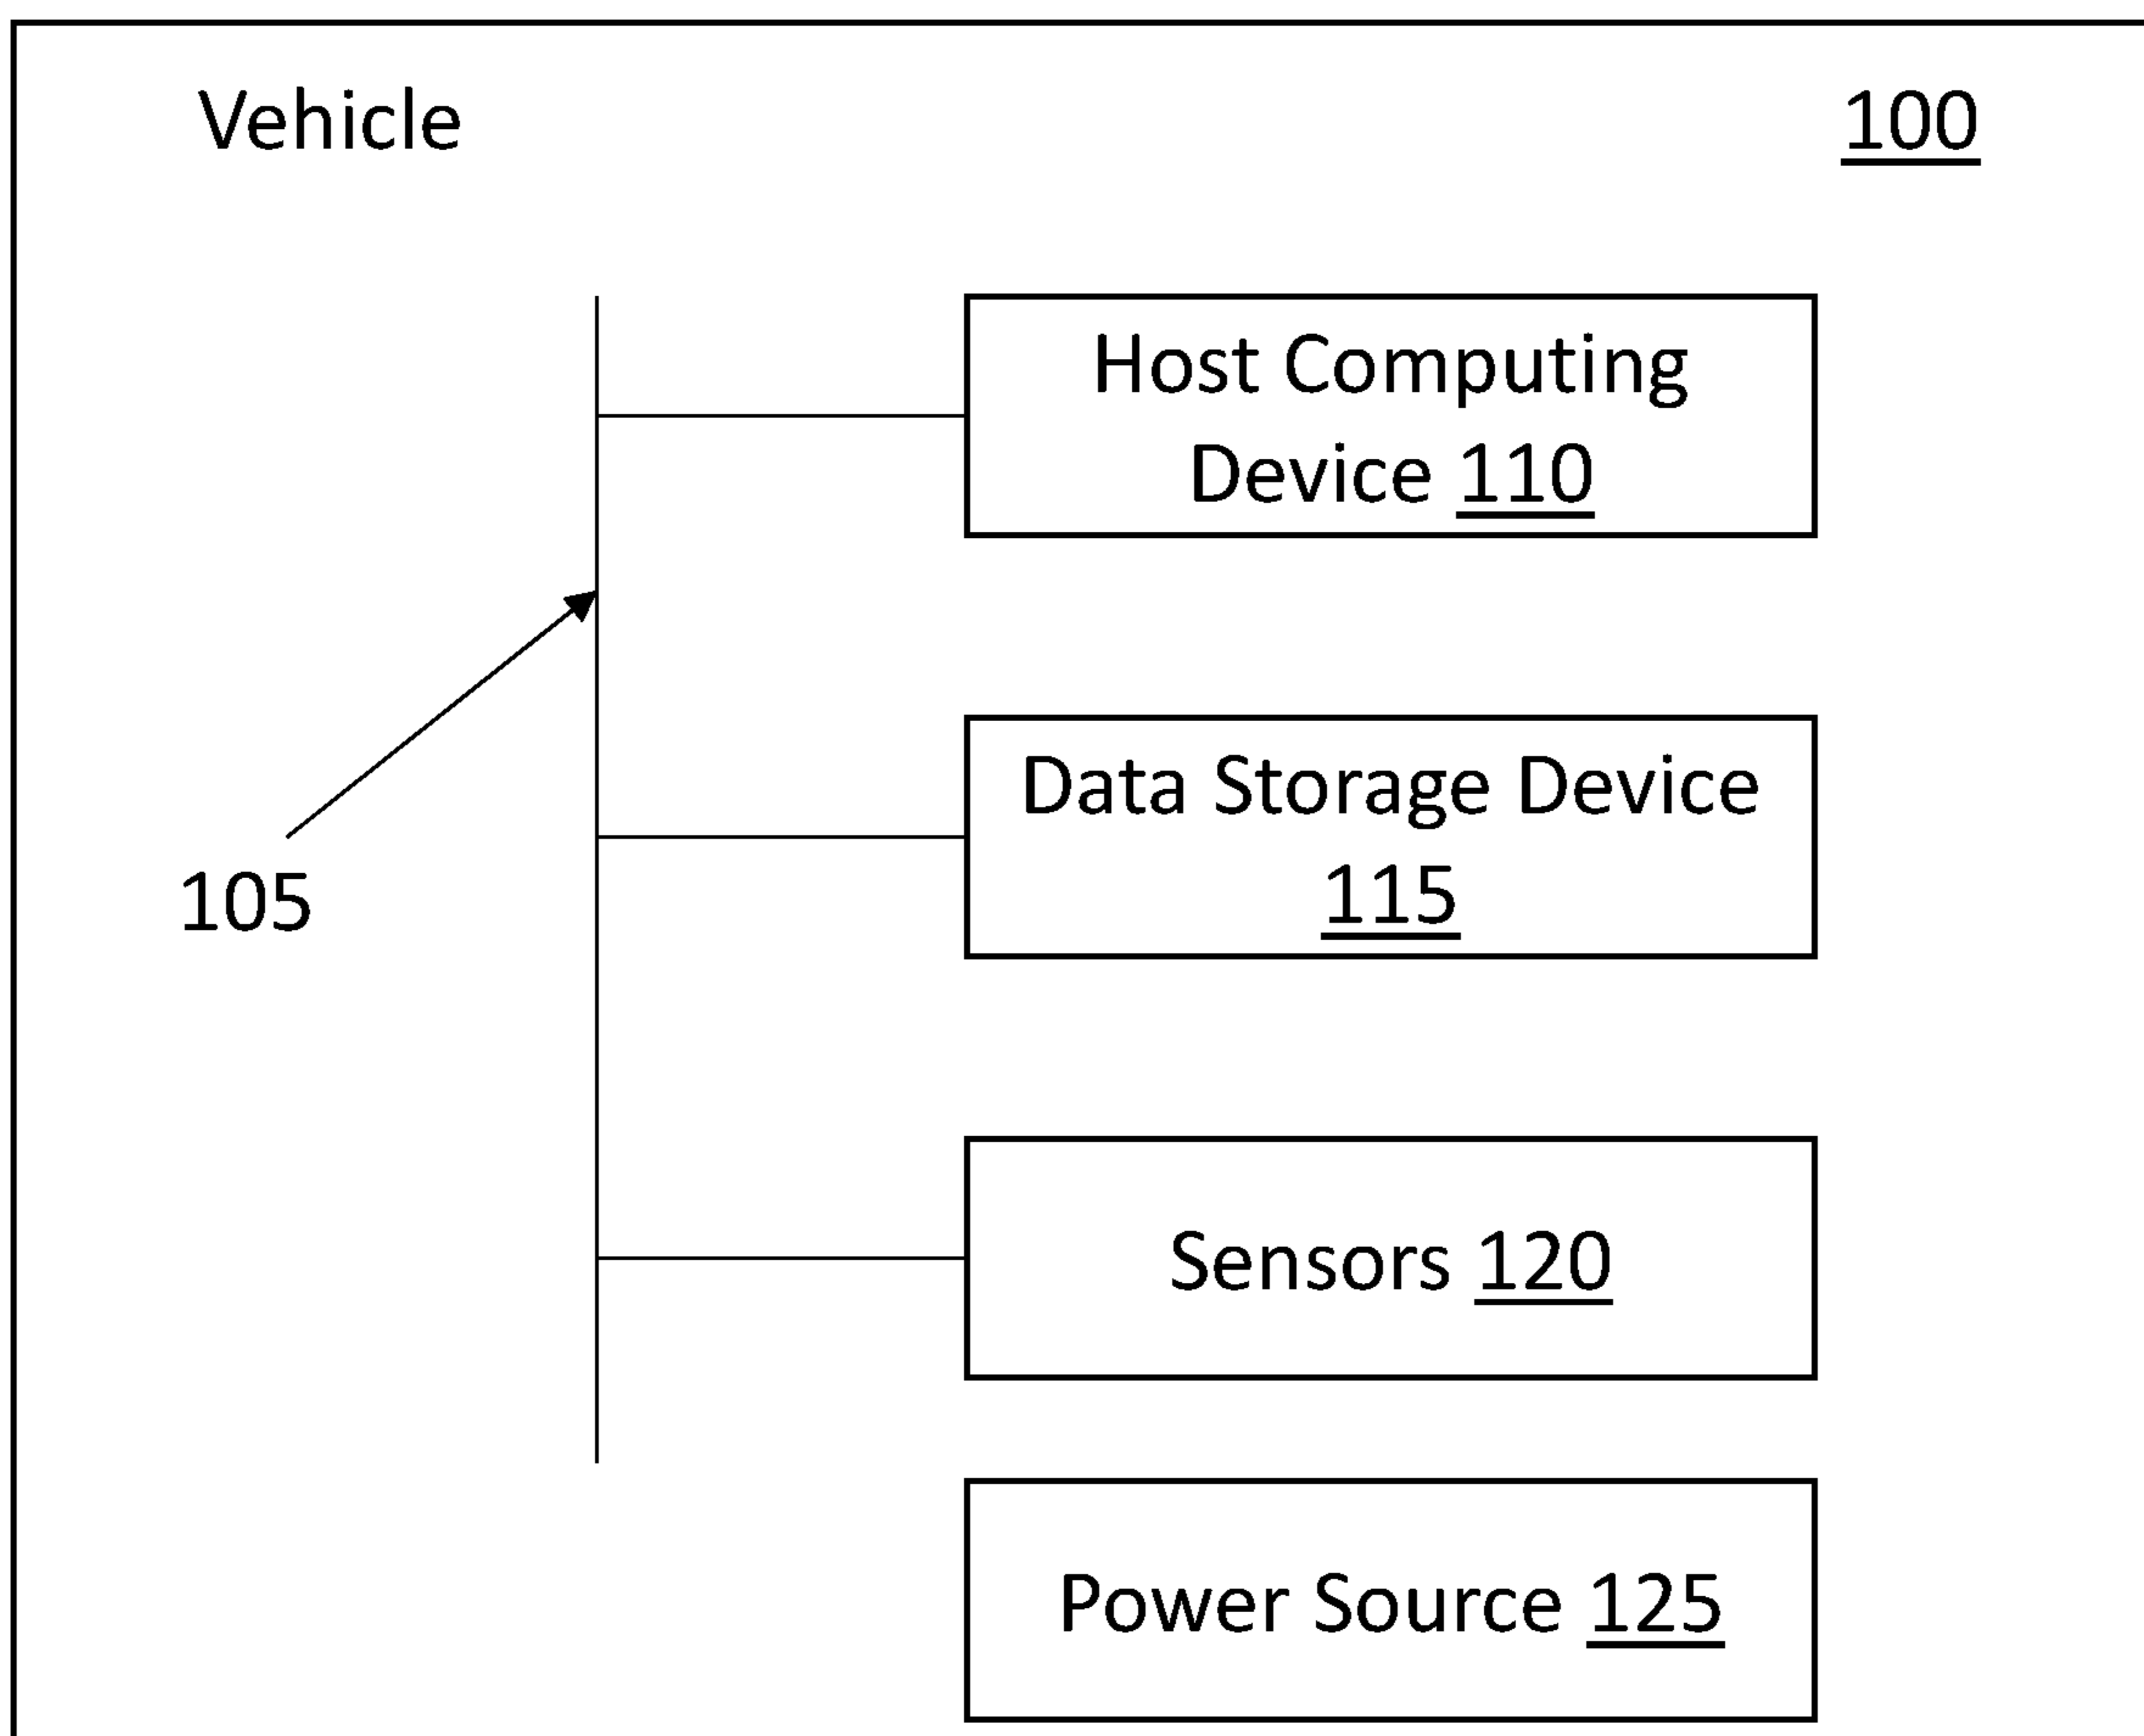 Vehicle 100
Host Computing
Device 110
Data Storage Device
115
105
Sensors 120
Power Source 125